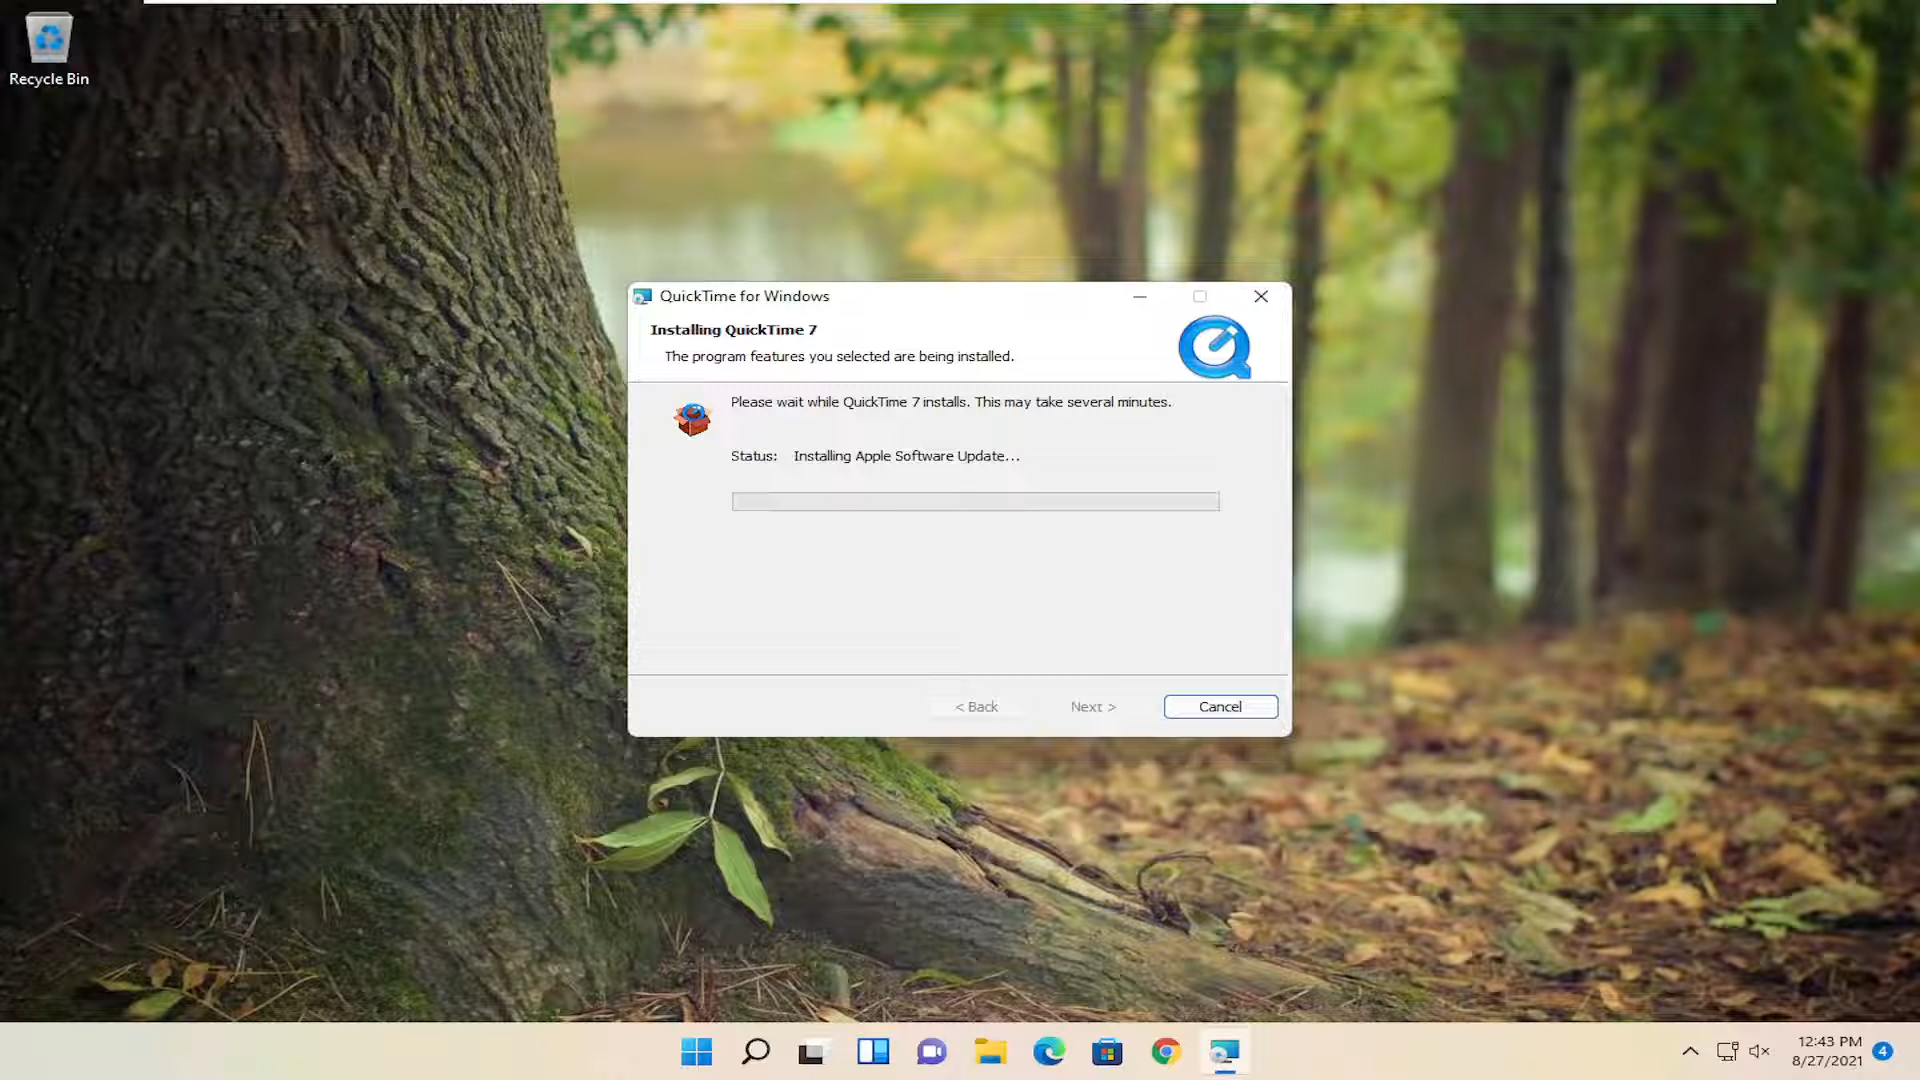 Recycle Bin
QuickTime for Windows
Installing QuickTime 7
The program features you selected are being installed.
Please wait while QuickTime 7 installs. This may take several minutes.
Status: Installing Apple Software Update...
< Back Next > Cancel
12:43 PM
8/27/2021 4